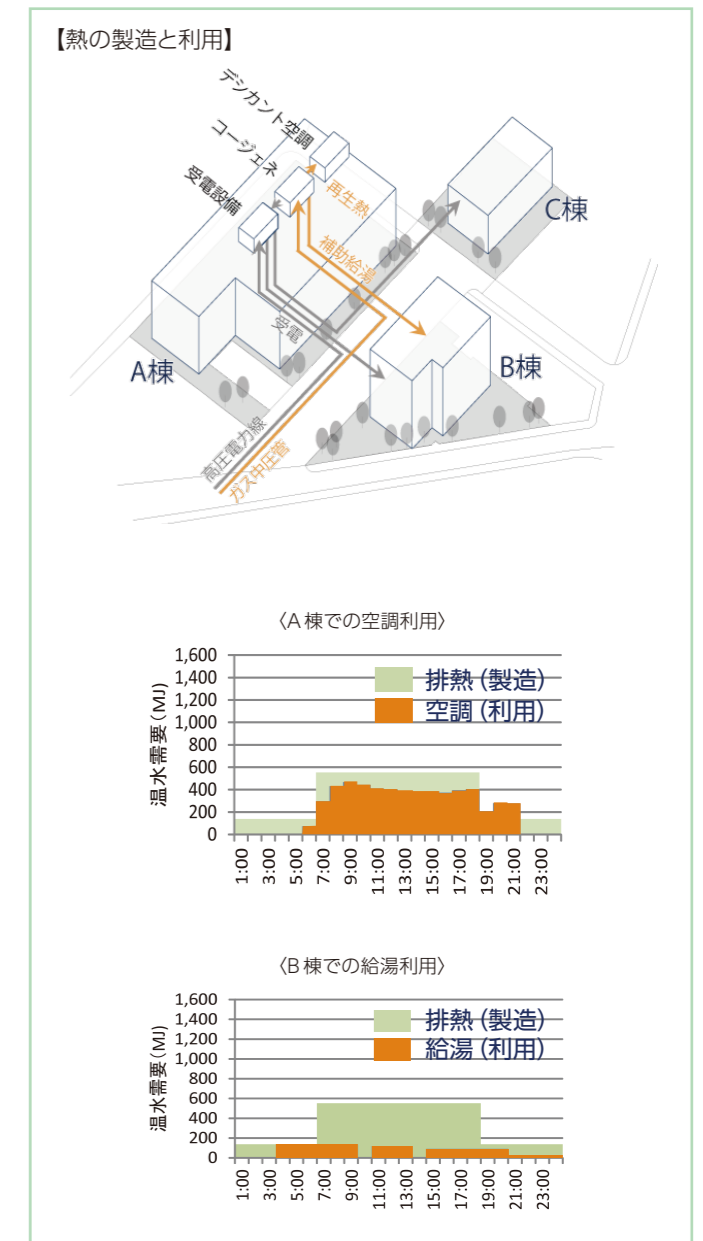 【熱の製造と利用】
デシカント空調
コージェネ
受電設備
再生熱
補助給湯
受電
C棟
A棟
B棟
高圧電力線
ガス中圧管
〈A棟での空調利用〉
温水需要(MJ)
1,600
1,400
1,200
1,000
800
600
400
200
0
排熱(製造)
空調(利用)
1:00
3:00
5:00
7:00
9:00
11:00
13:00
15:00
17:00
19:00
21:00
23:00
〈B棟での給湯利用〉
温水需要(MJ)
1,600
1,400
1,200
1,000
800
600
400
200
0
排熱(製造)
給湯(利用)
1:00
3:00
5:00
7:00
9:00
11:00
13:00
15:00
17:00
19:00
21:00
23:00